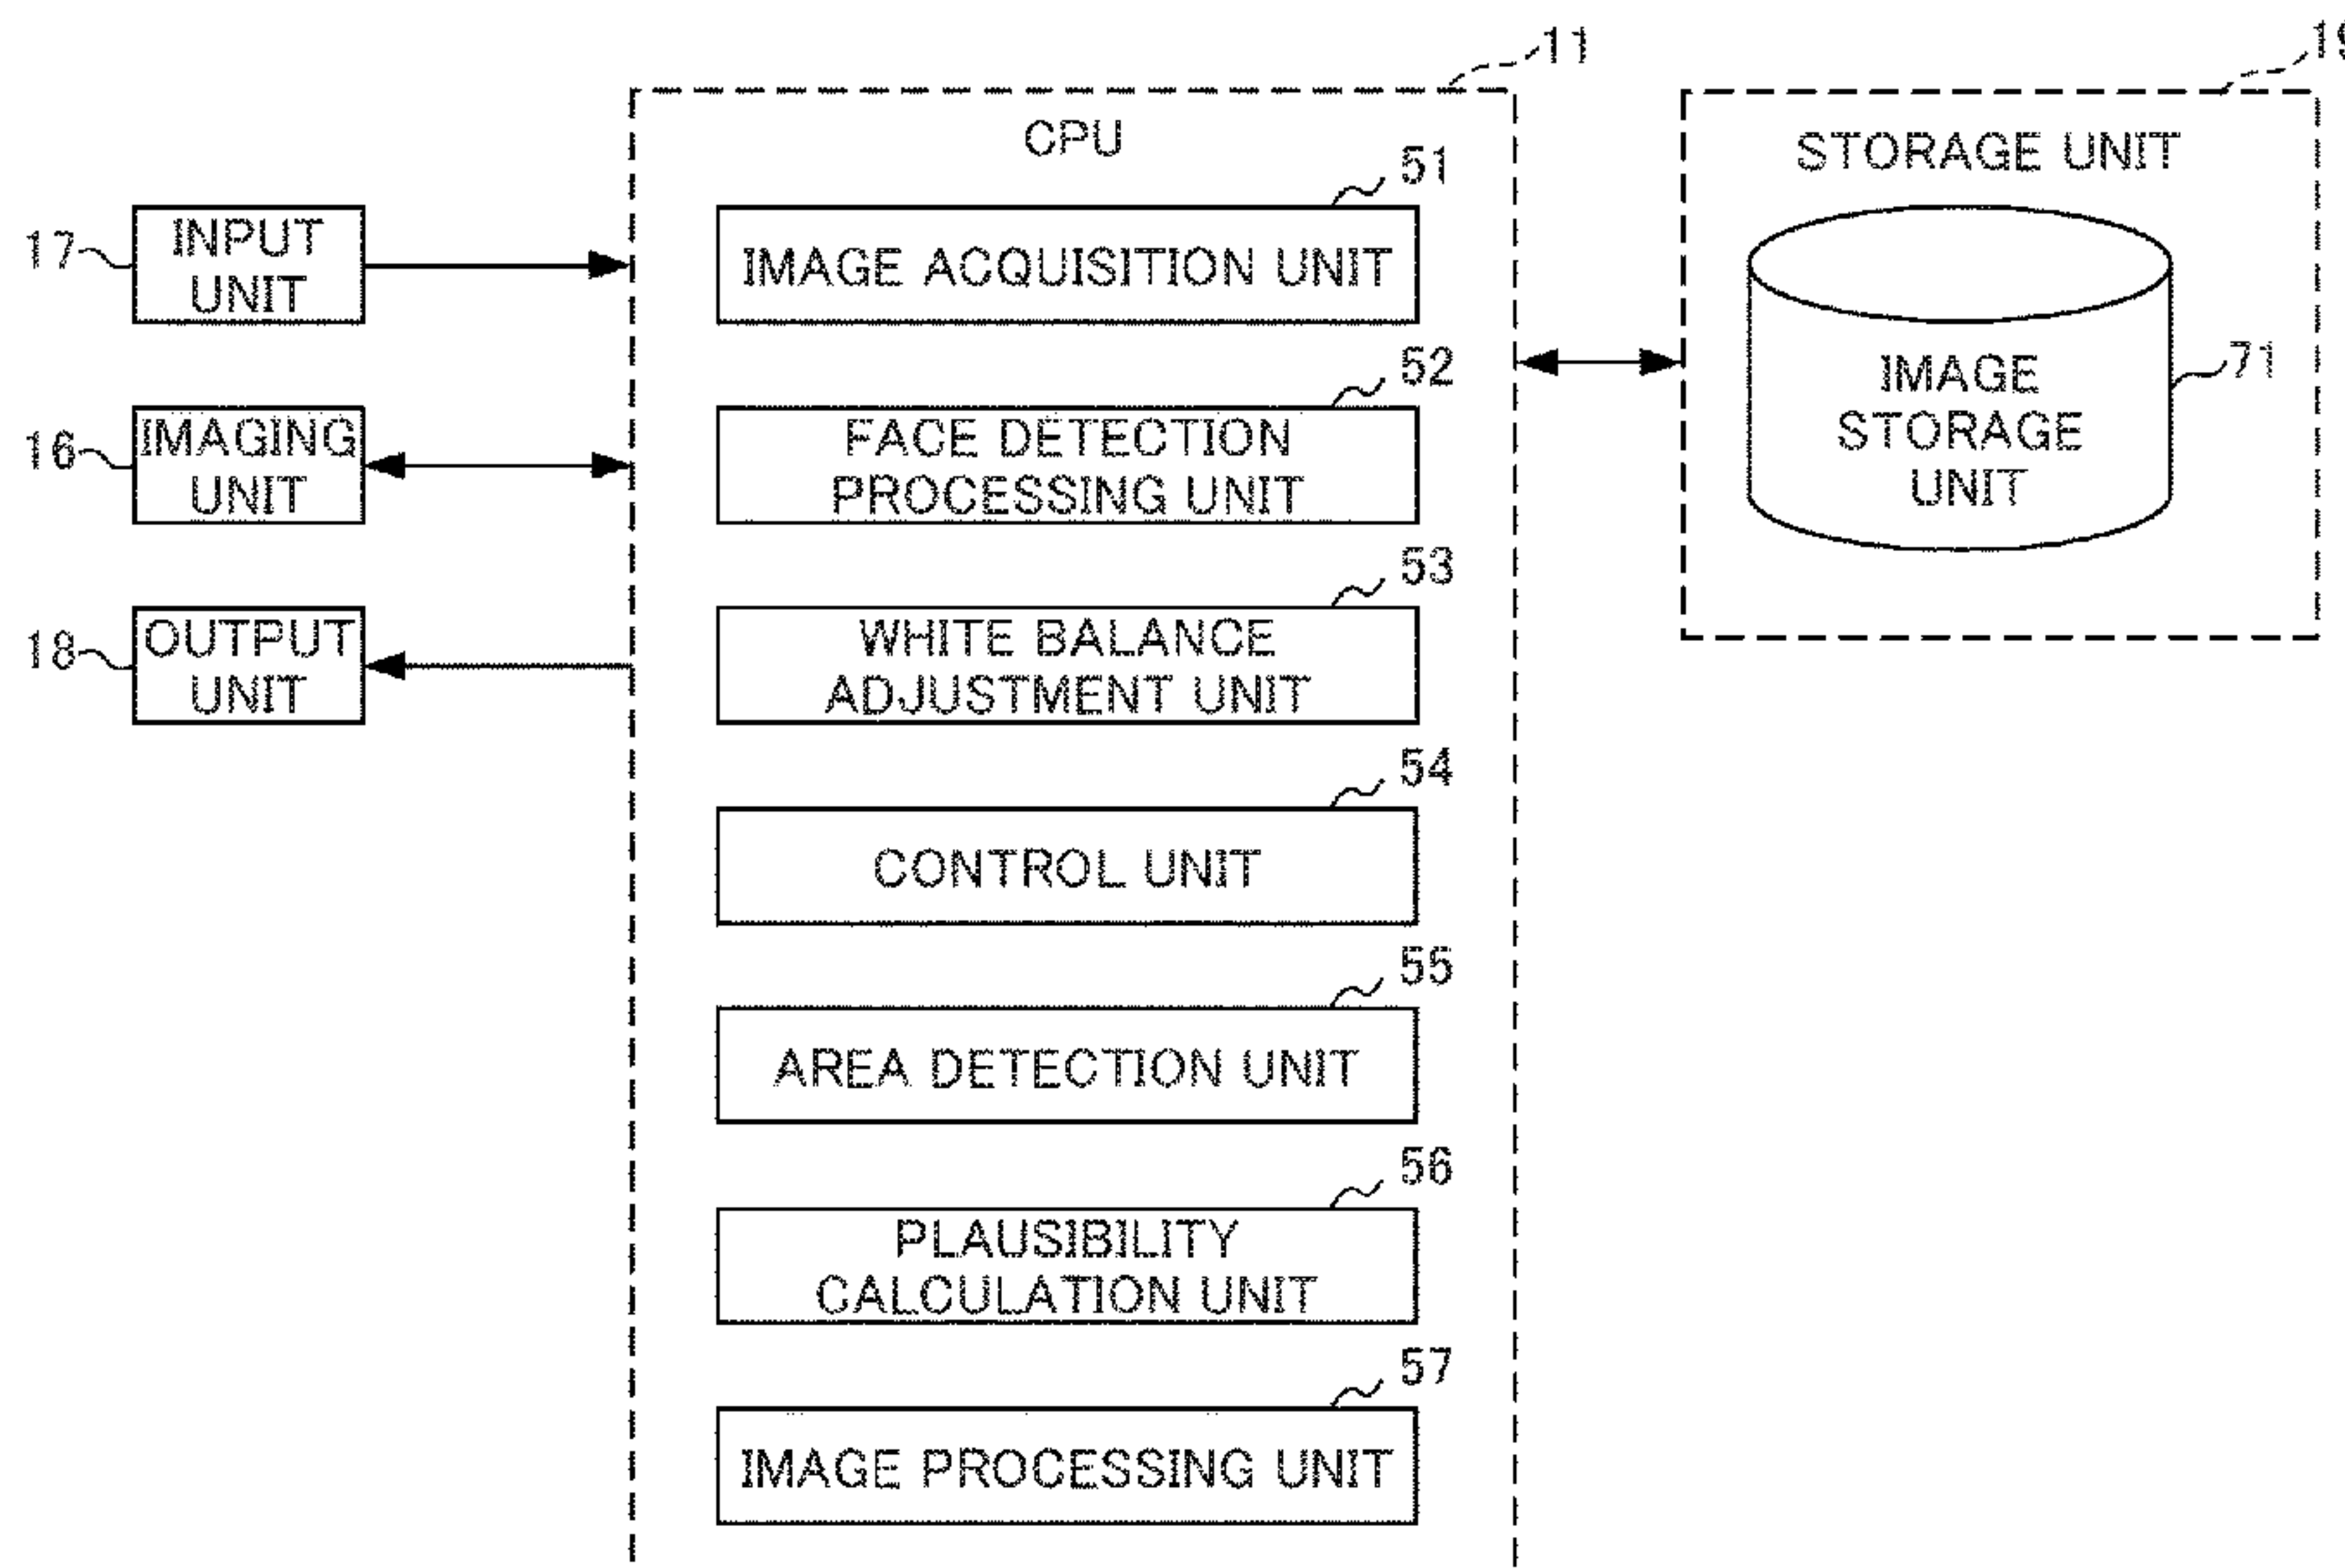 11
19
CPU
STORAGE UNIT
51
17
INPUT
UNIT
IMAGE ACQUISITION UNIT
52
16
IMAGING
UNIT
FACE DETECTION
PROCESSING UNIT
IMAGE
STORAGE
UNIT
71
53
18
OUTPUT
UNIT
WHITE BALANCE
ADJUSTMENT UNIT
54
CONTROL UNIT
55
AREA DETECTION UNIT
56
PLAUSIBILITY
CALCULATION UNIT
57
IMAGE PROCESSING UNIT